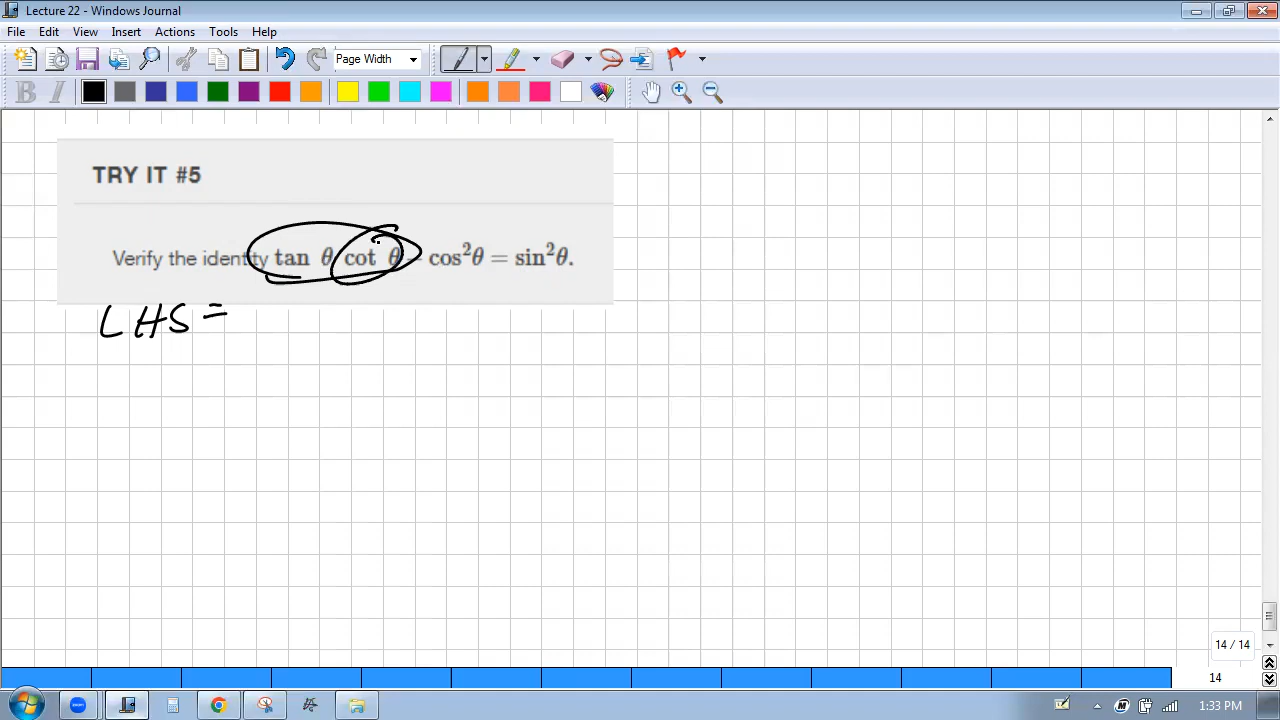 Lecture 22 - Windows Journal
File Edit View Insert Actions Tools Help
Page Width
B I
TRY IT #5
Verify the identity tan θ cot θ − cos²θ = sin²θ.
LHS =
14 / 14
14
zoom
1:33 PM